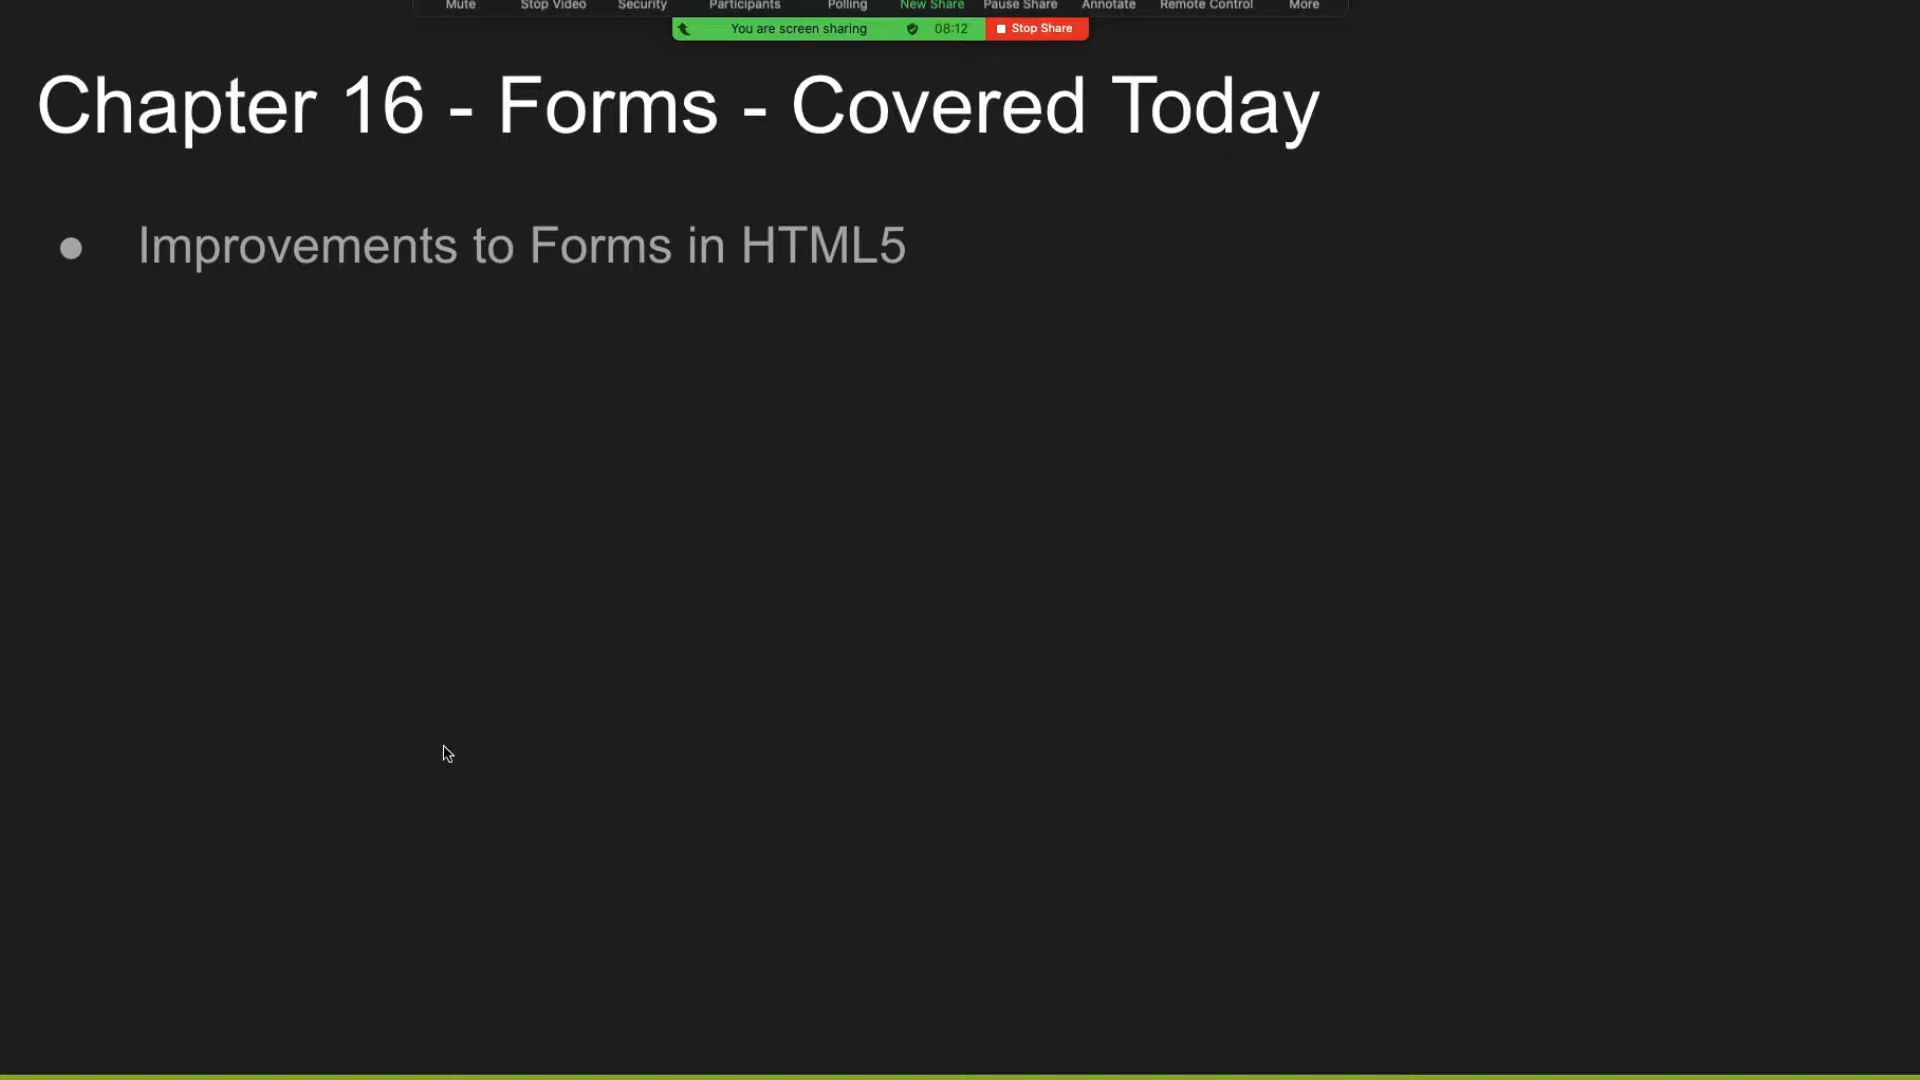 Mute Stop Video Security Participants Polling New Share Pause Share Annotate Remote Control More
You are screen sharing 08:12 Stop Share
Chapter 16 - Forms - Covered Today
● Improvements to Forms in HTML5